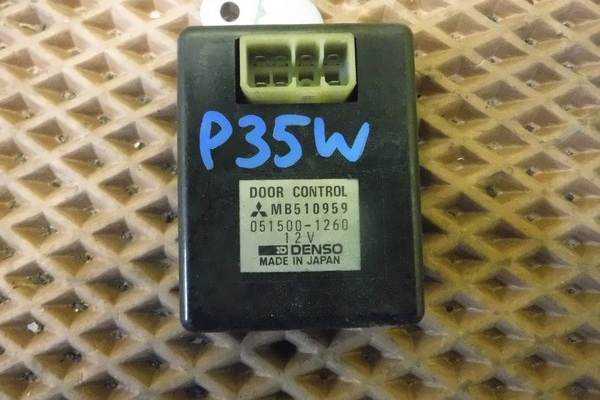 P35W
DOOR CONTROL
MB510959
051500-1260
12V
DENSO
MADE IN JAPAN